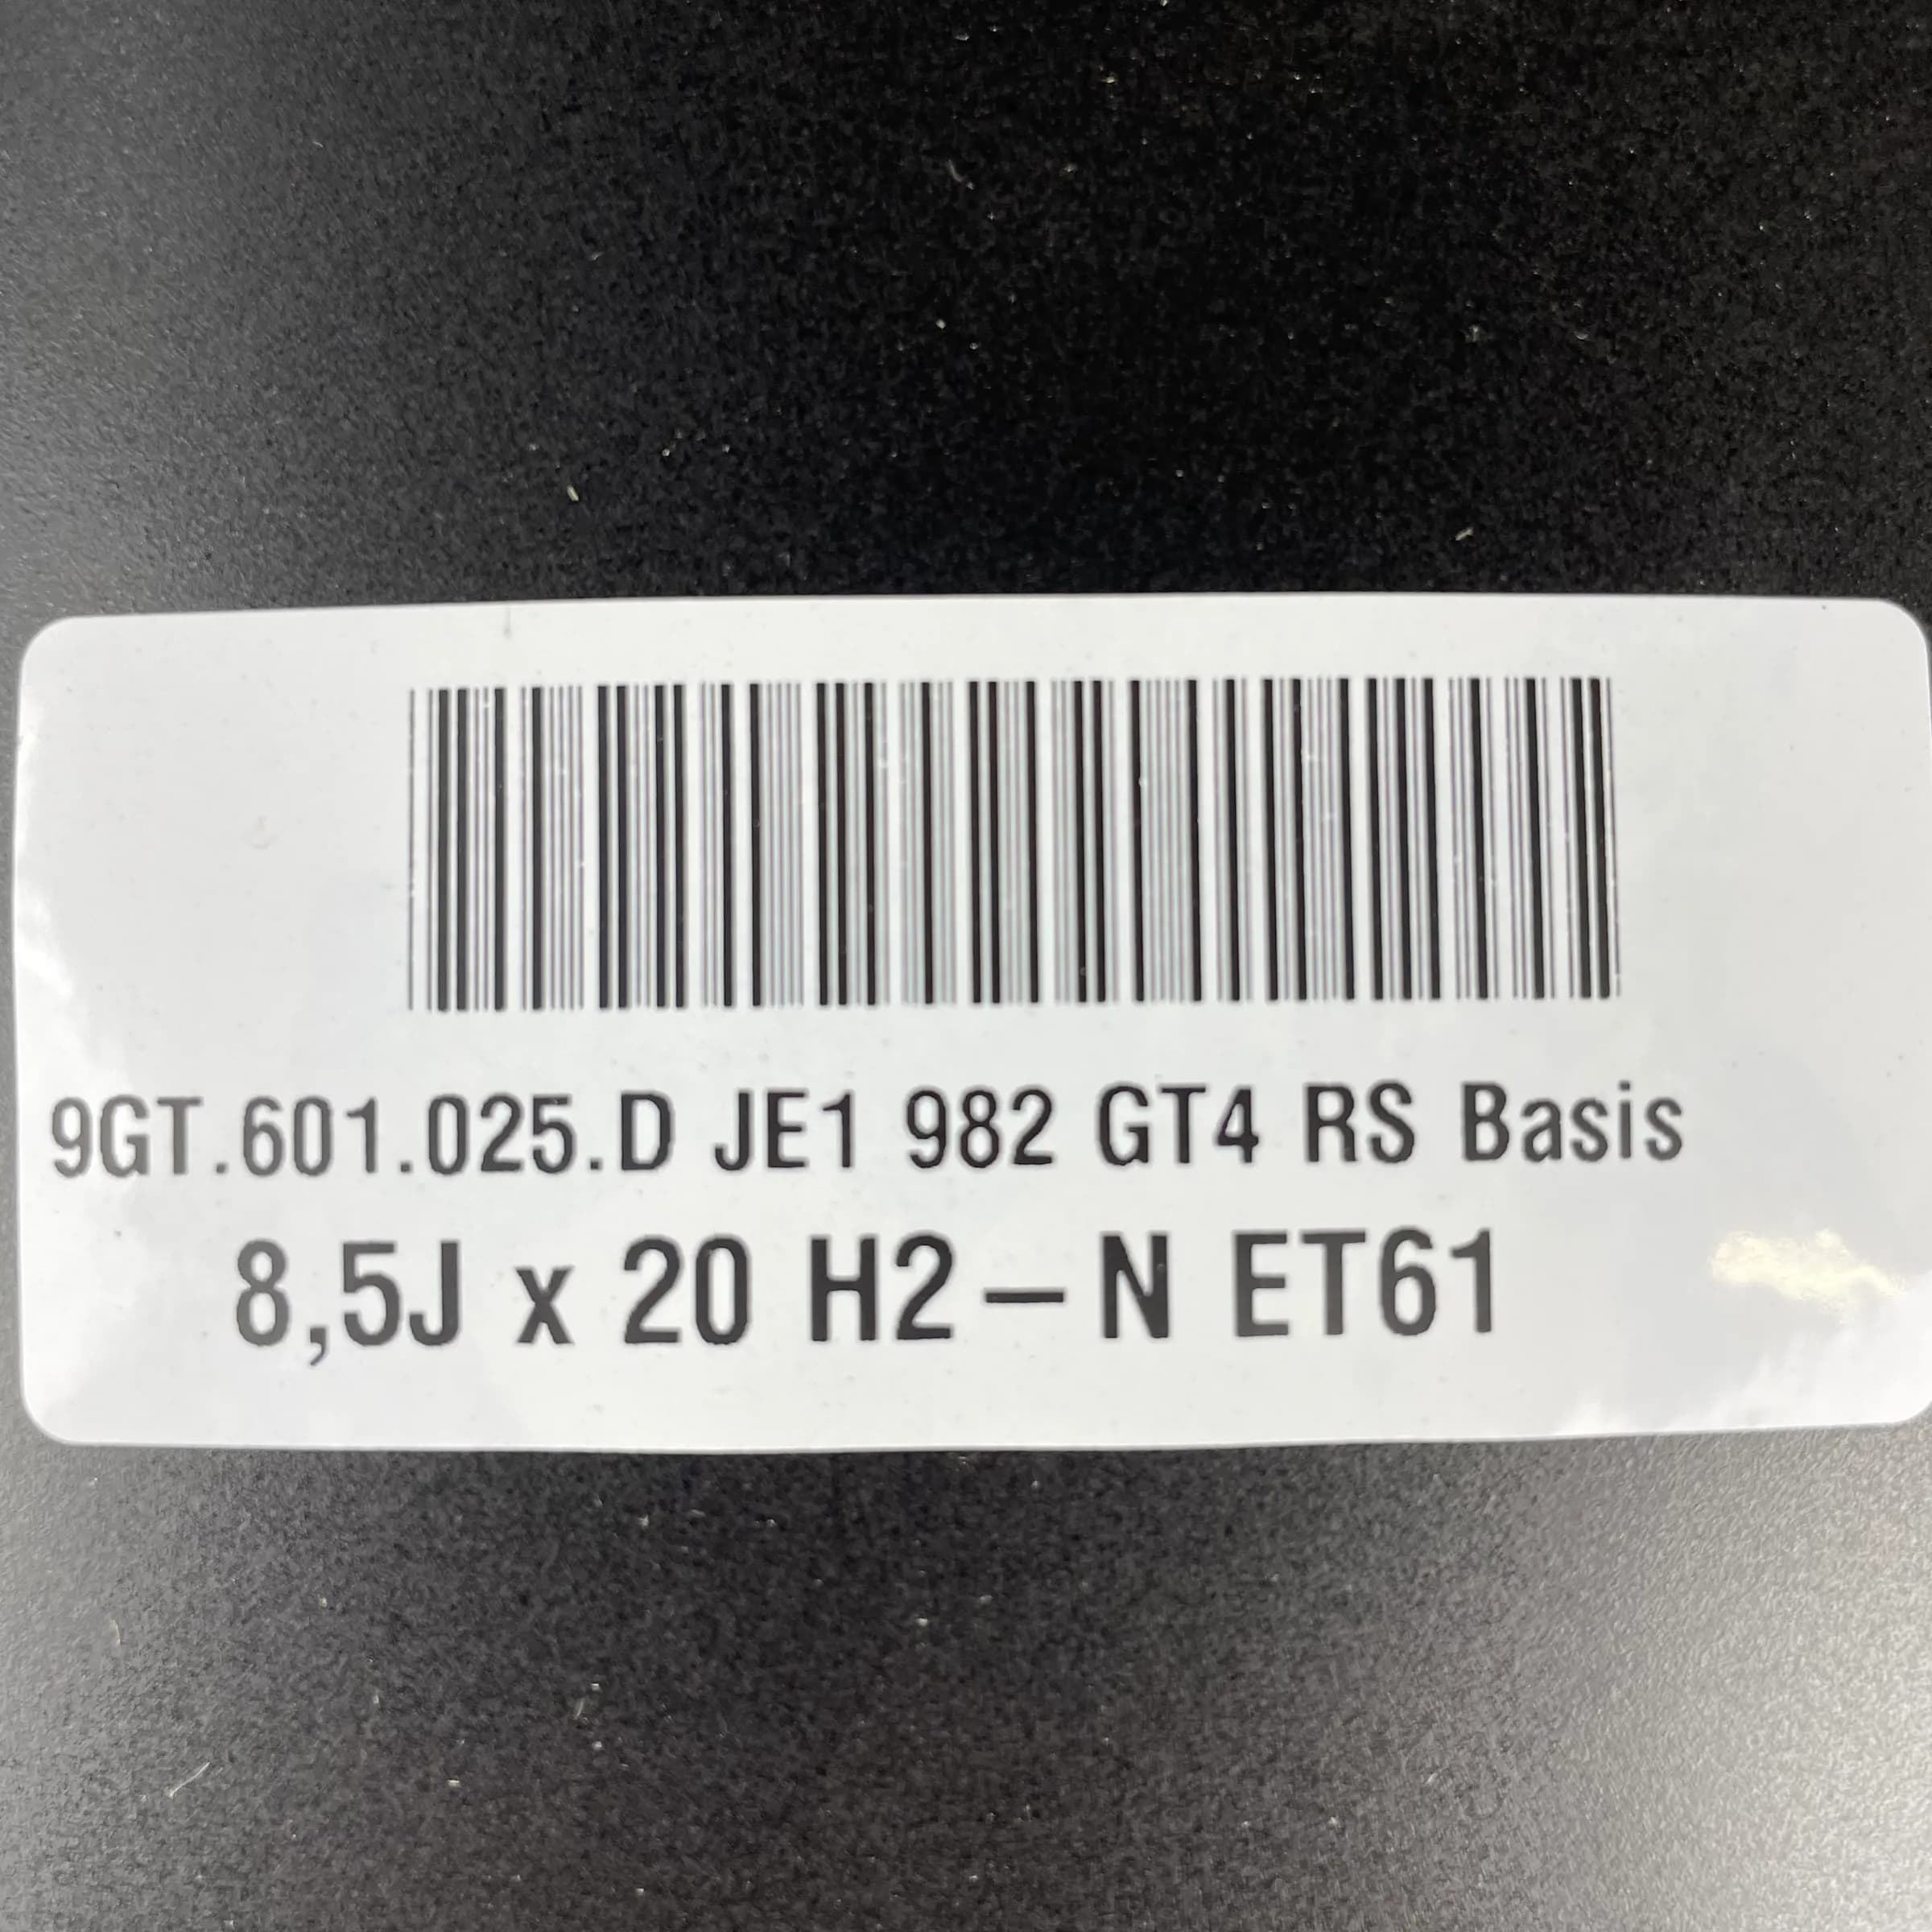 9GT.601.025.D JE1 982 GT4 RS Basis
8,5J x 20 H2–N ET61